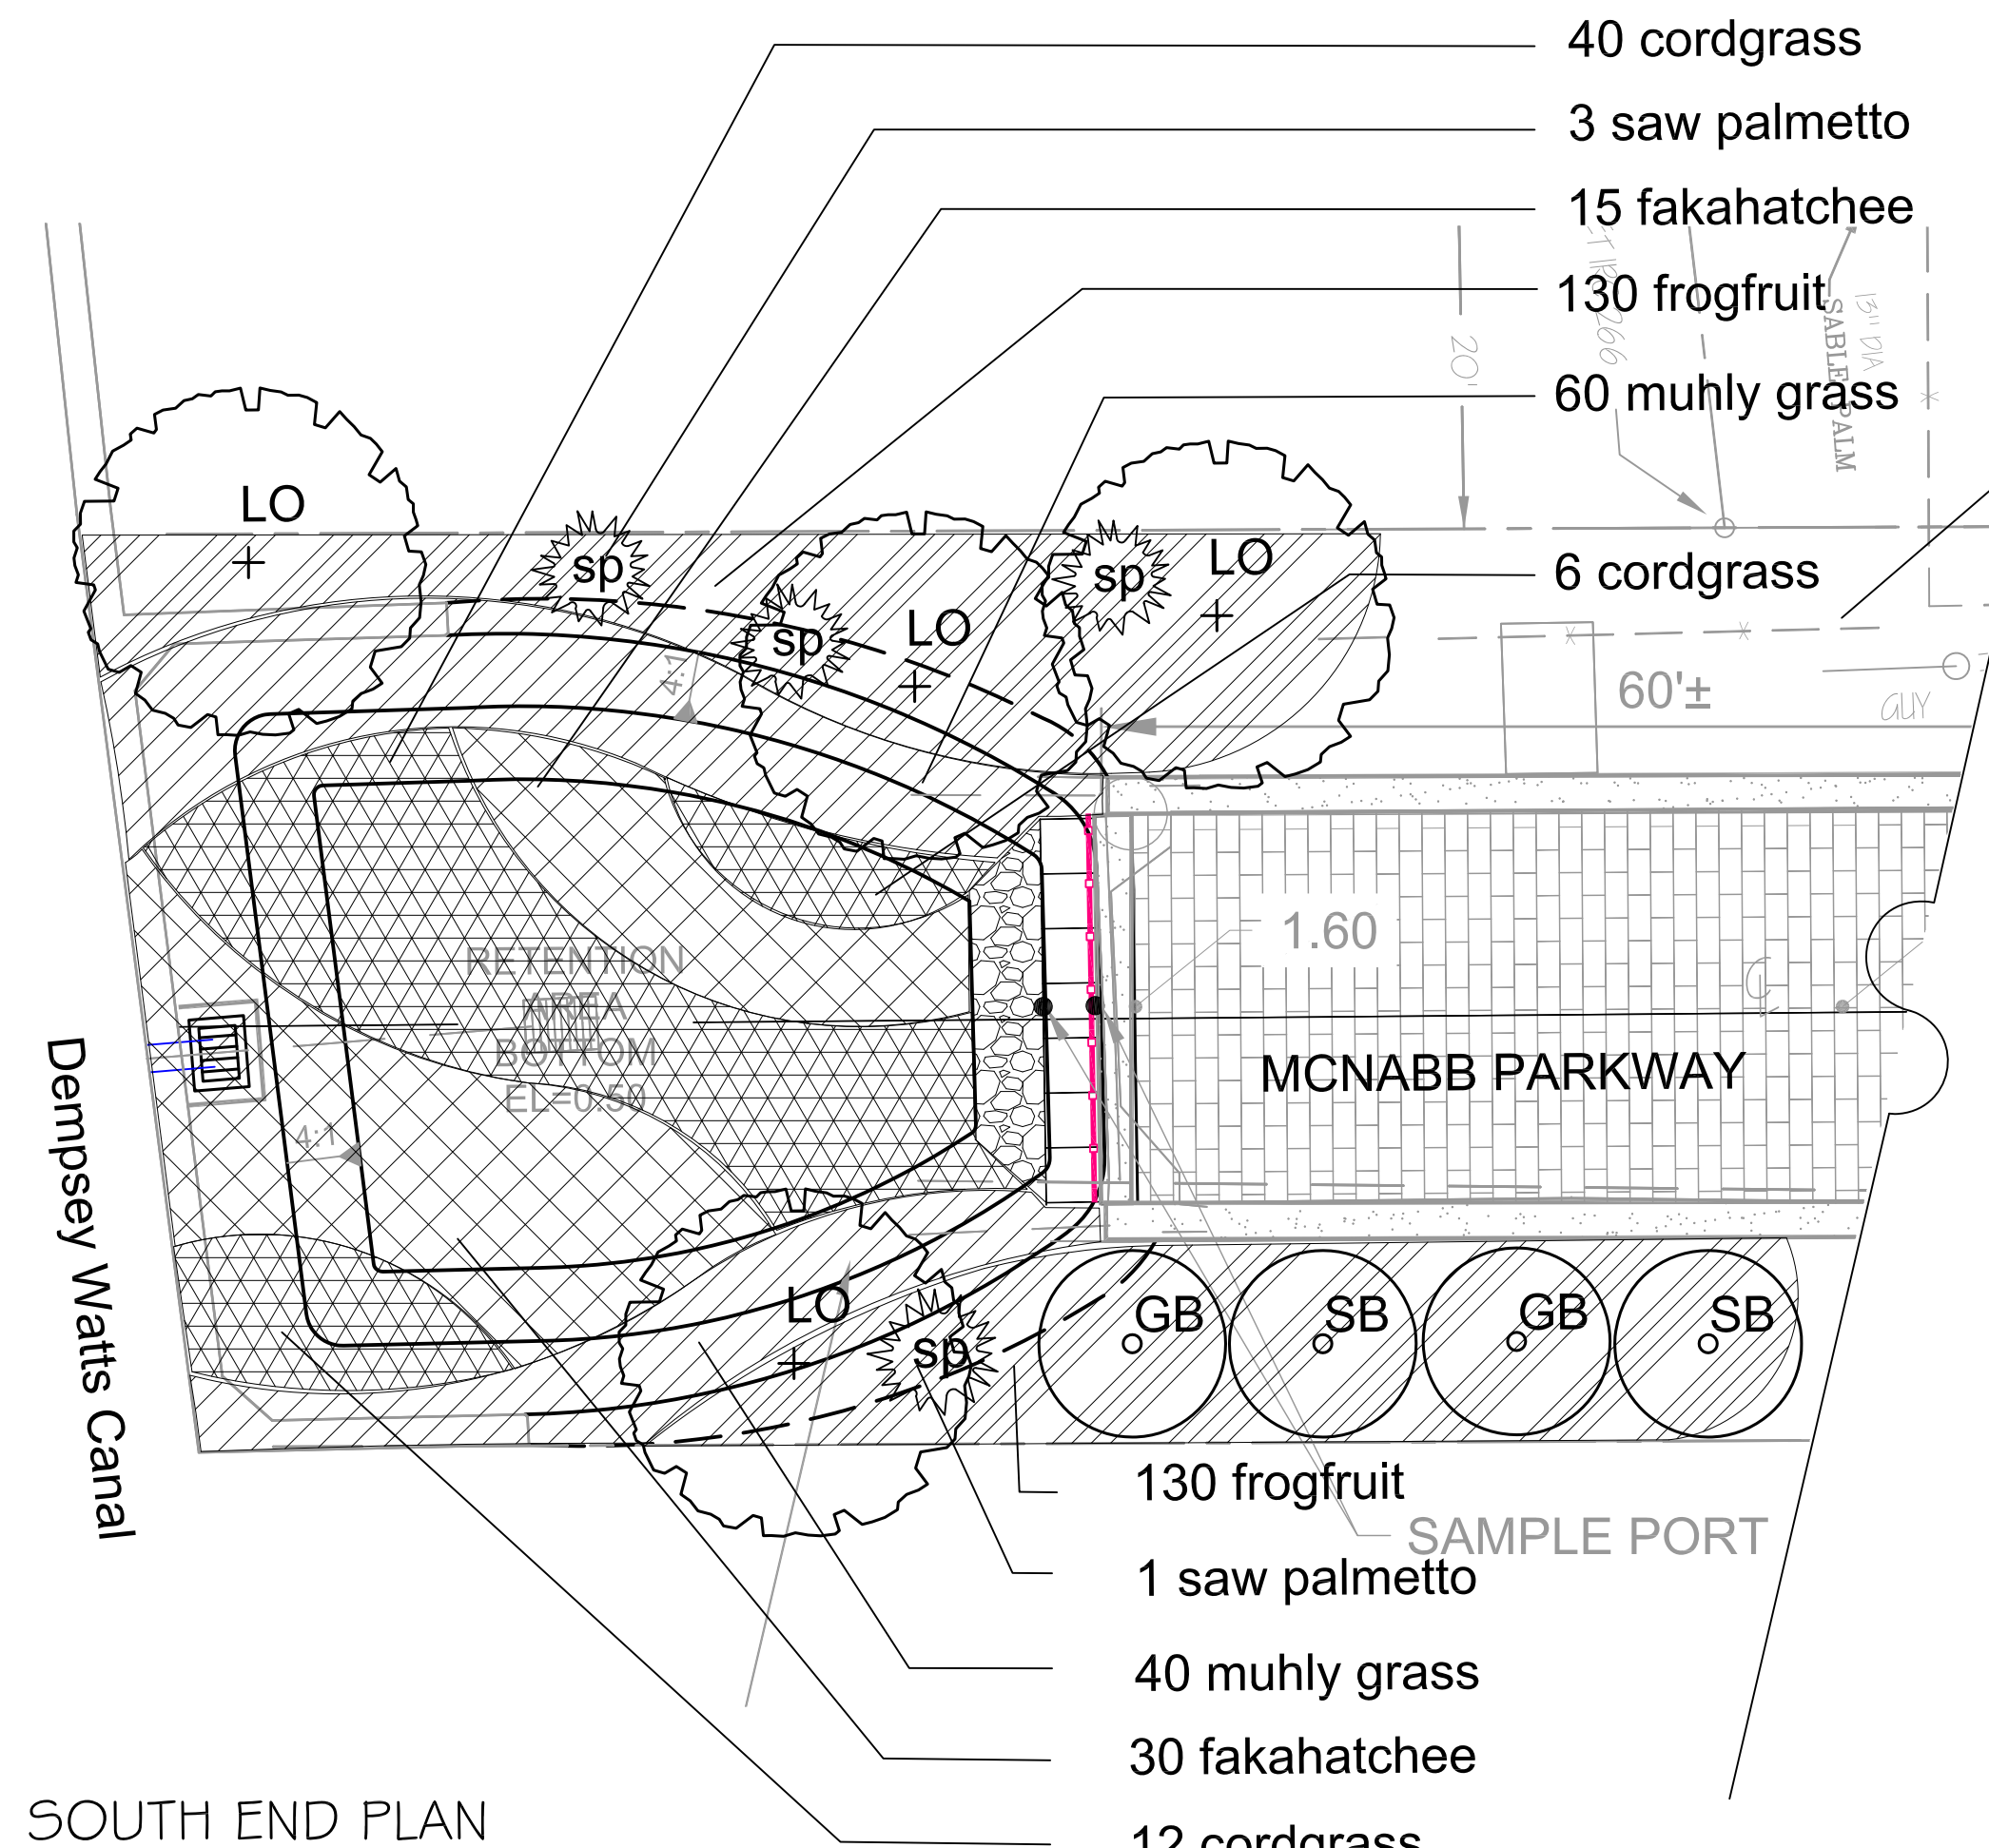 40 cordgrass
3 saw palmetto
15 fakahatchee
130 frogfruit
60 muhly grass
6 cordgrass
20'
13" DIA
SABLE PALM
60'±
GUY
LO
sp
LO
sp
sp
LO
4:1
1.60
RETENTION
AREA
BOTTOM
EL=0.50
4:1
MCNABB PARKWAY
Dempsey Watts Canal
LO
sp
GB
SB
GB
SB
130 frogfruit
SAMPLE PORT
1 saw palmetto
40 muhly grass
30 fakahatchee
12 cordgrass
SOUTH END PLAN